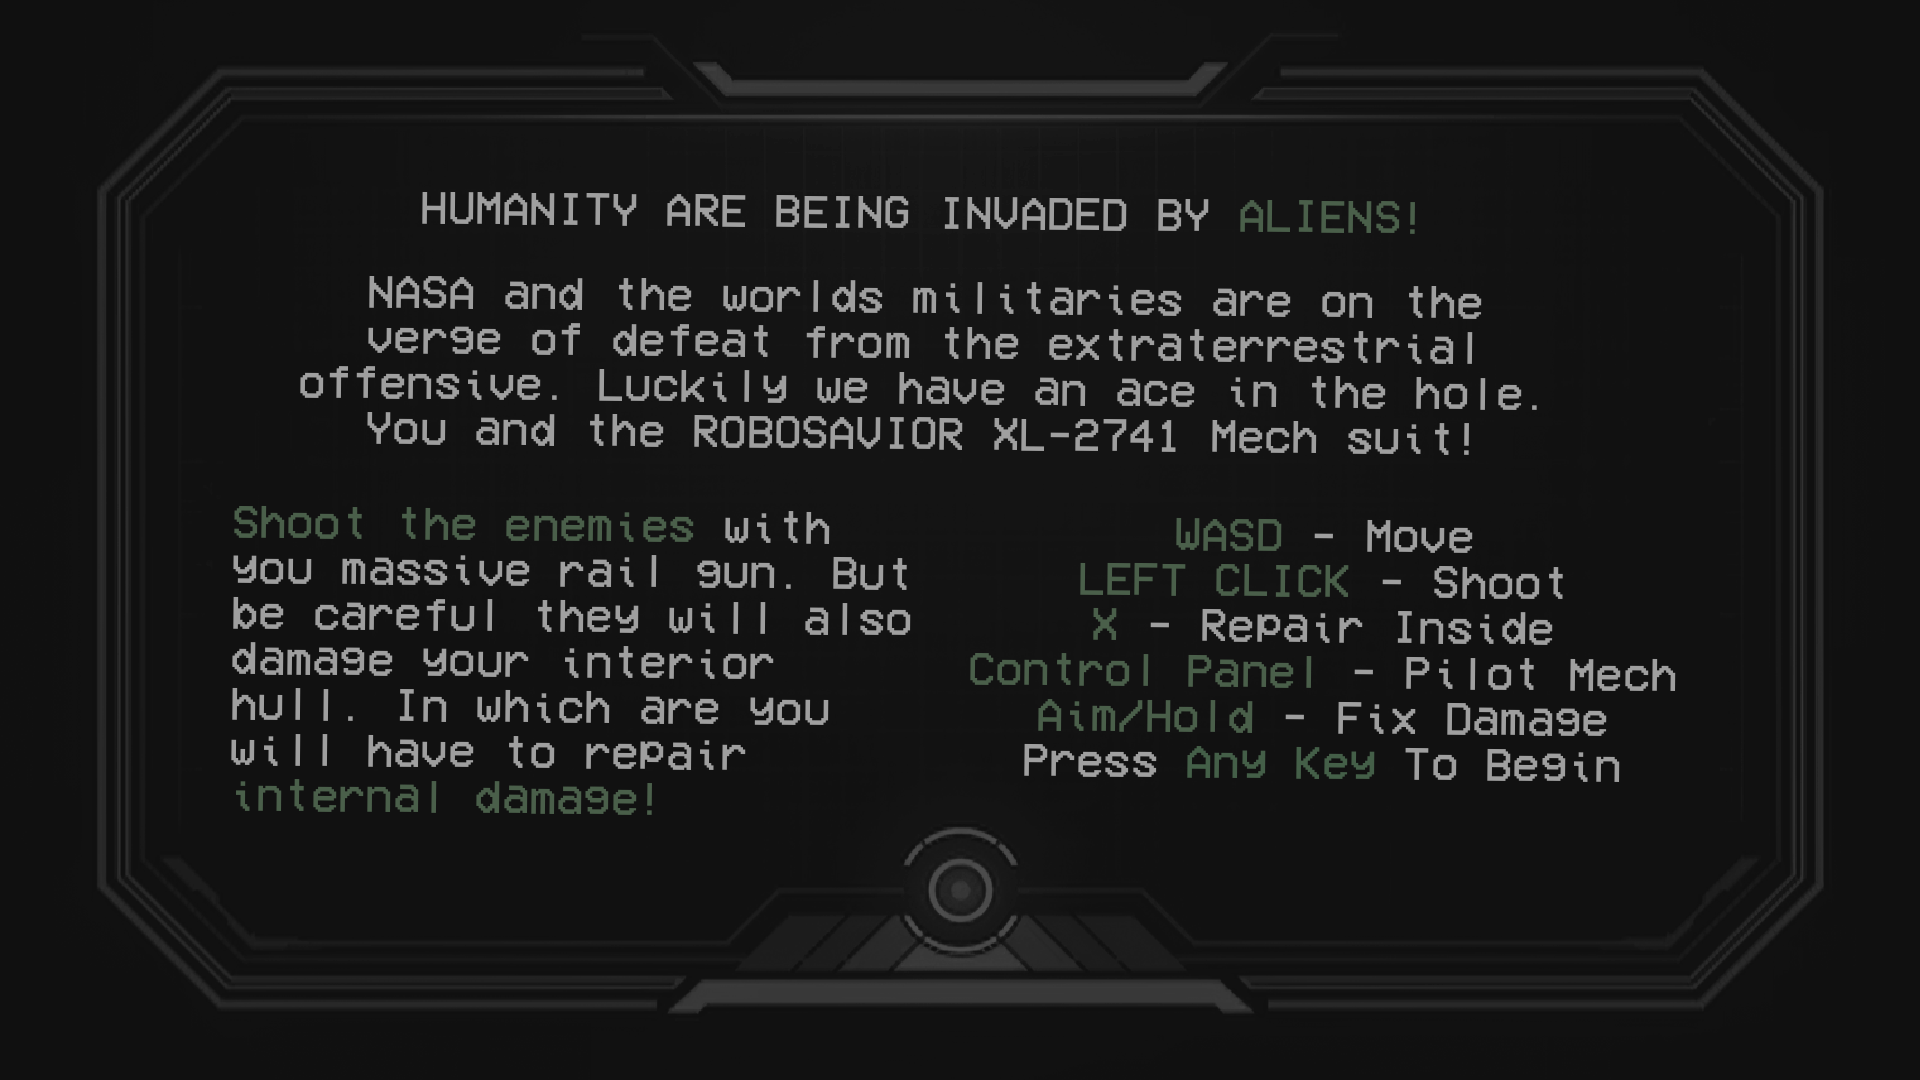 HUMANITY ARE BEING INVADED BY ALIENS!
NASA and the worlds militaries are on the
verge of defeat from the extraterrestrial
offensive. Luckily we have an ace in the hole.
You and the ROBOSAVIOR XL-2741 Mech suit!
Shoot the enemies with
you massive rail gun. But
be careful they will also
damage your interior
hull. In which are you
will have to repair
internal damage!
WASD - Move
LEFT CLICK - Shoot
X - Repair Inside
Control Panel - Pilot Mech
Aim/Hold - Fix Damage
Press Any Key To Begin